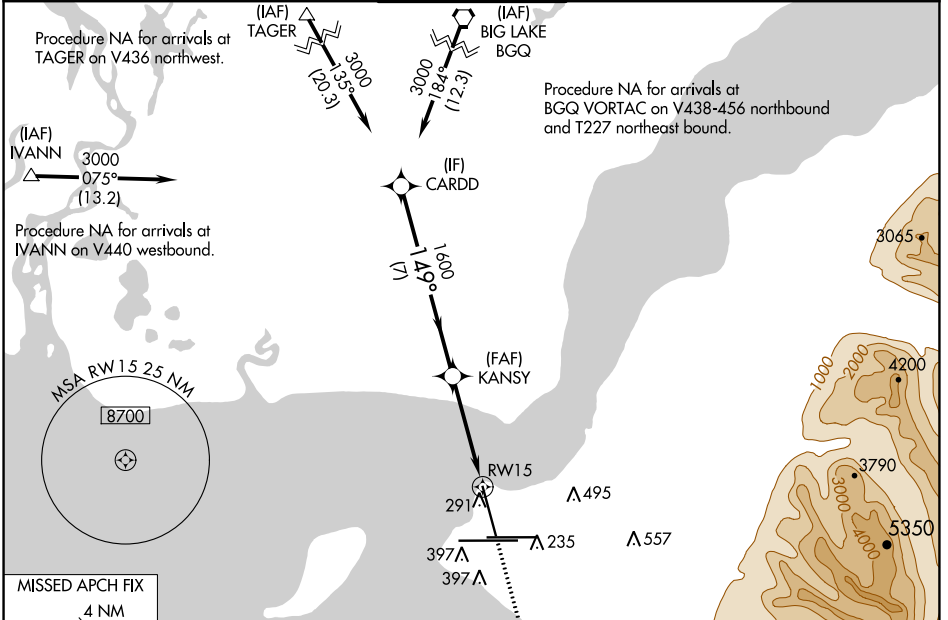 (IAF)
TAGER
(IAF)
BIG LAKE
BGQ
Procedure NA for arrivals at
TAGER on V436 northwest.
3000
135°
(20.3)
3000
184°
(12.3)
Procedure NA for arrivals at
BGQ VORTAC on V438-456 northbound
and T227 northeast bound.
(IAF)
IVANN
3000
075°
(13.2)
(IF)
CARDD
Procedure NA for arrivals at
IVANN on V440 westbound.
1600
149°
(7)
3065
(FAF)
KANSY
MSA RW15 25 NM
8700
1000
2000
4200
RW15
291
495
3790
3000
4000
5350
397
235
557
397
MISSED APCH FIX
4 NM